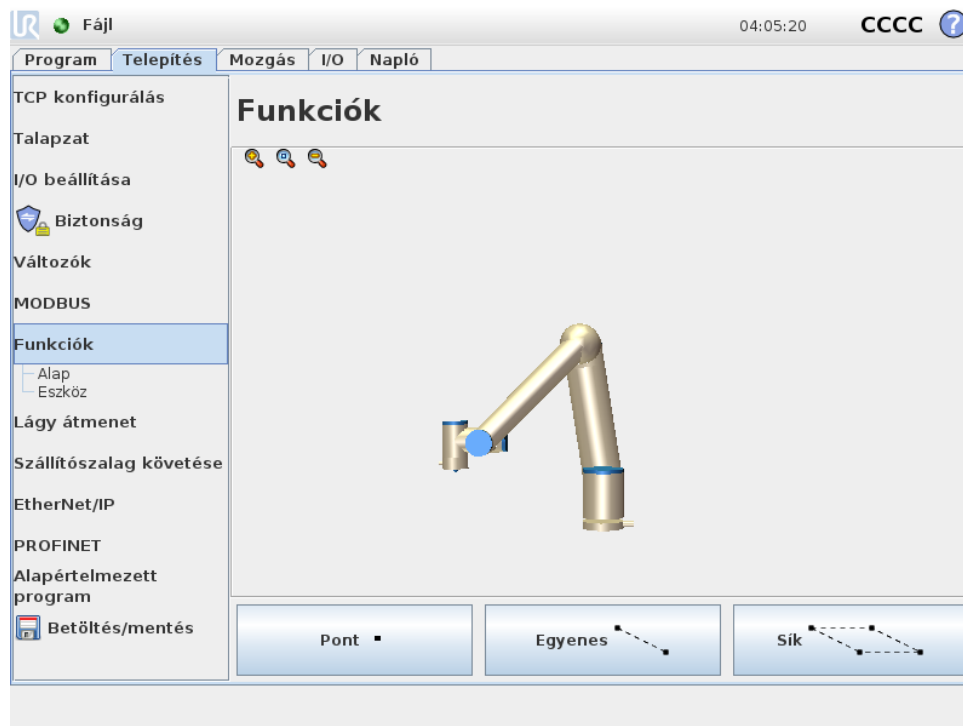 UR
Fájl
04:05:20
CCCC
?
Program
Telepítés
Mozgás
I/O
Napló
TCP konfigurálás
Talapzat
I/O beállítása
Biztonság
Változók
MODBUS
Funkciók
Alap
Eszköz
Lágy átmenet
Szállítószalag követése
EtherNet/IP
PROFINET
Alapértelmezett
program
Betöltés/mentés
Funkciók
Pont
Egyenes
Sík